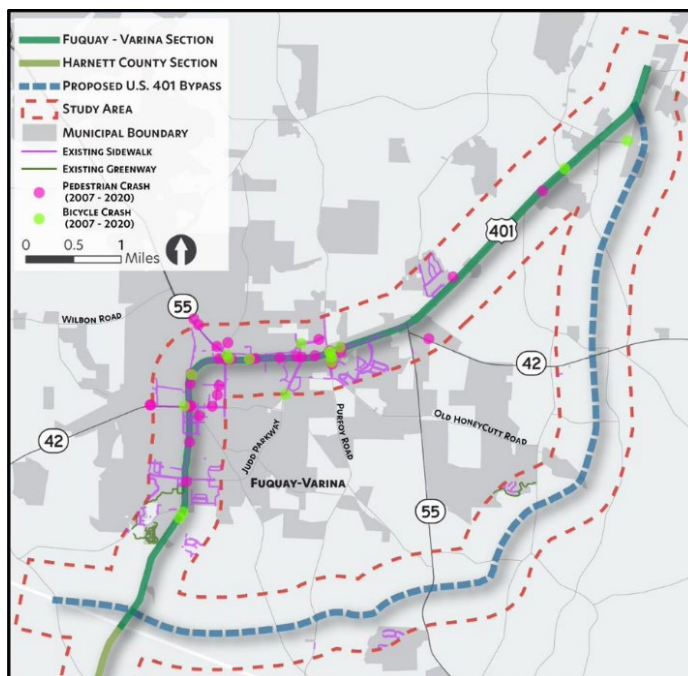 FUQUAY - VARINA SECTION
HARNETT COUNTY SECTION
PROPOSED U.S. 401 BYPASS
STUDY AREA
MUNICIPAL BOUNDARY
EXISTING SIDEWALK
EXISTING GREENWAY
PEDESTRIAN CRASH
(2007 - 2020)
BICYCLE CRASH
(2007 - 2020)
0 0.5 1
Miles
401
55
WILBON ROAD
42
42
OLD HONEYCUTT ROAD
PURFOY ROAD
JUDD PARKWAY
FUQUAY-VARINA
55